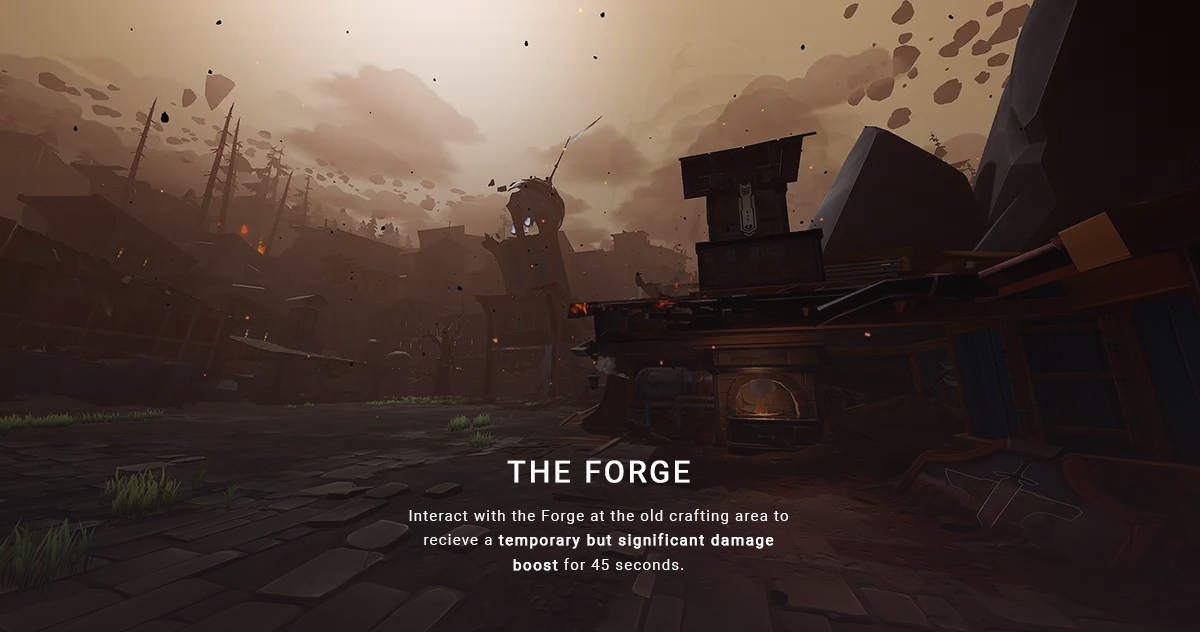 THE FORGE
Interact with the Forge at the old crafting area to
recieve a temporary but significant damage
boost for 45 seconds.